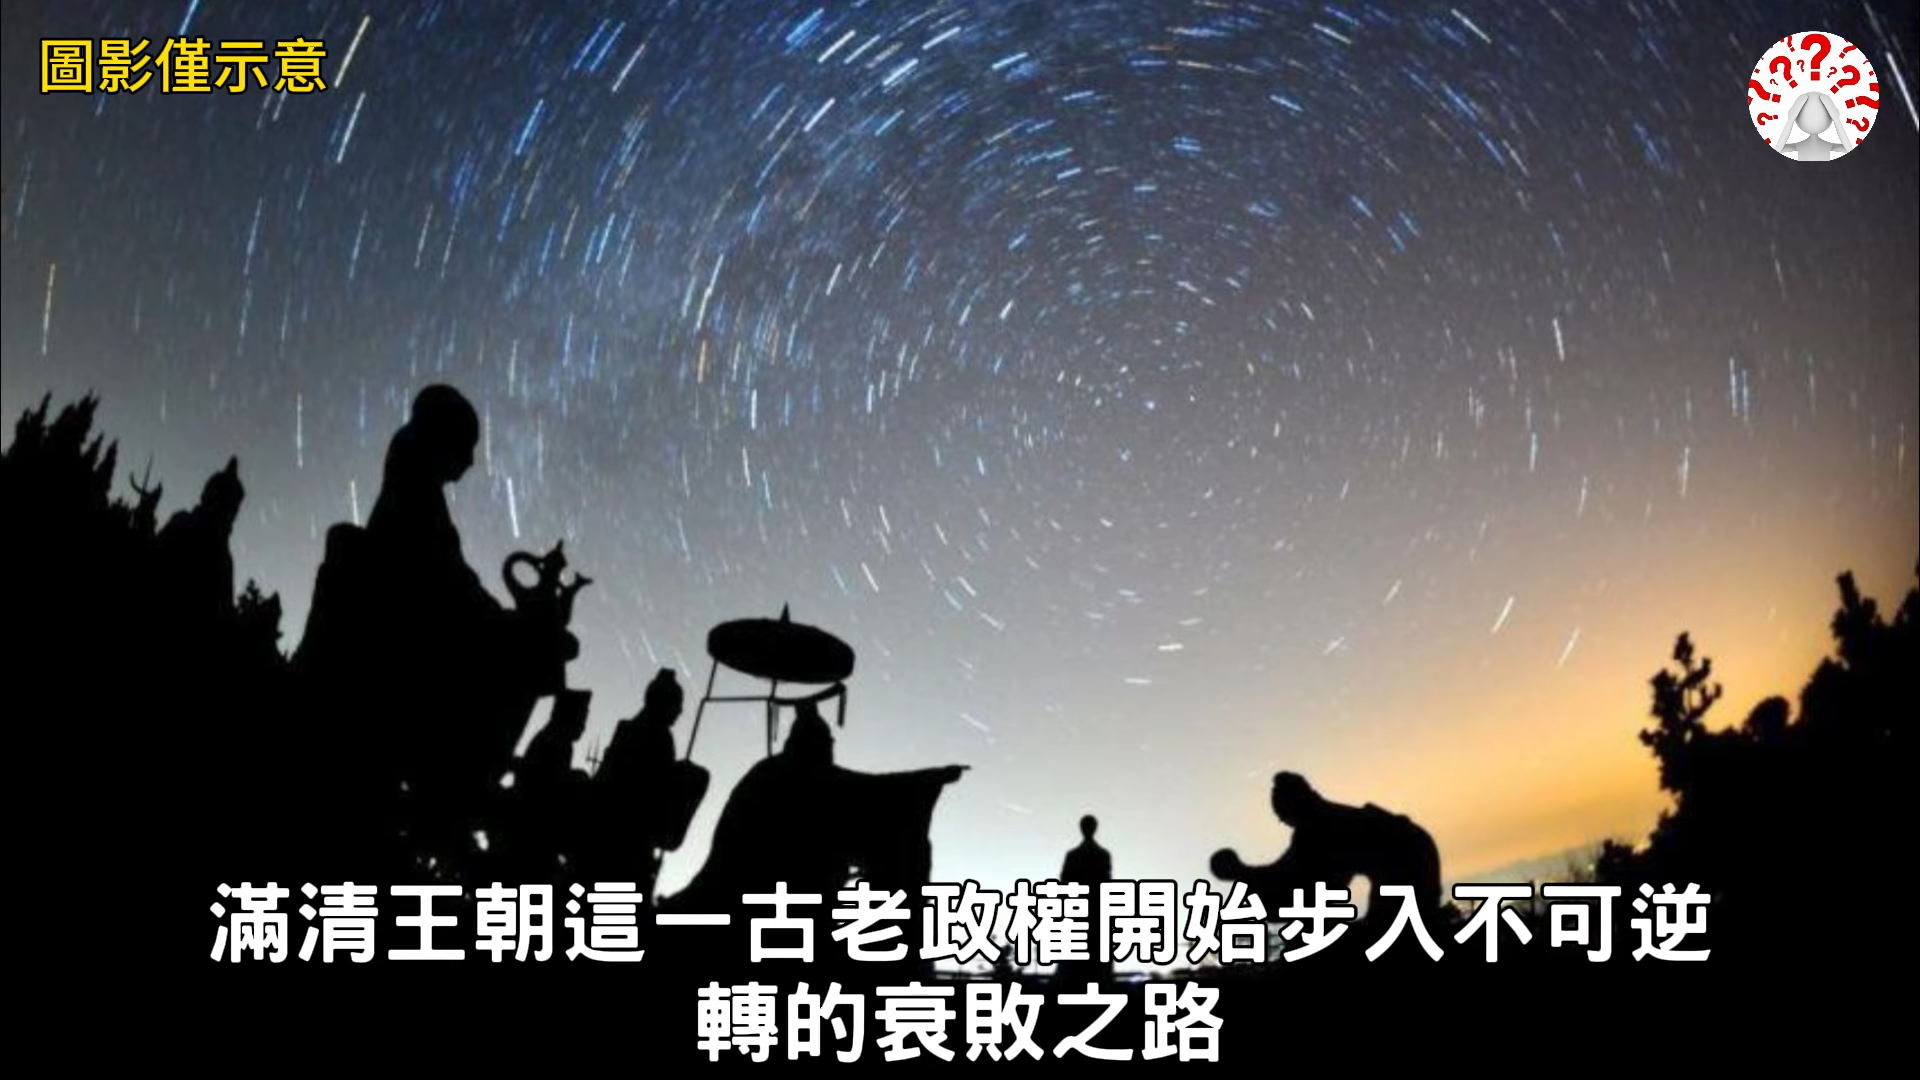 圖影僅示意
滿清王朝這一古老政權開始步入不可逆
轉的衰敗之路